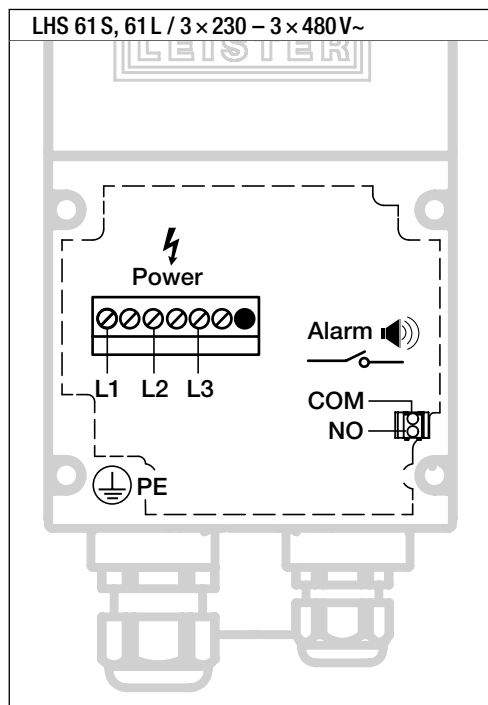 LHS 61 S, 61 L / 3 × 230 – 3 × 480 V~
LEISTER
Power
Alarm
L1 L2 L3
COM
NO
PE